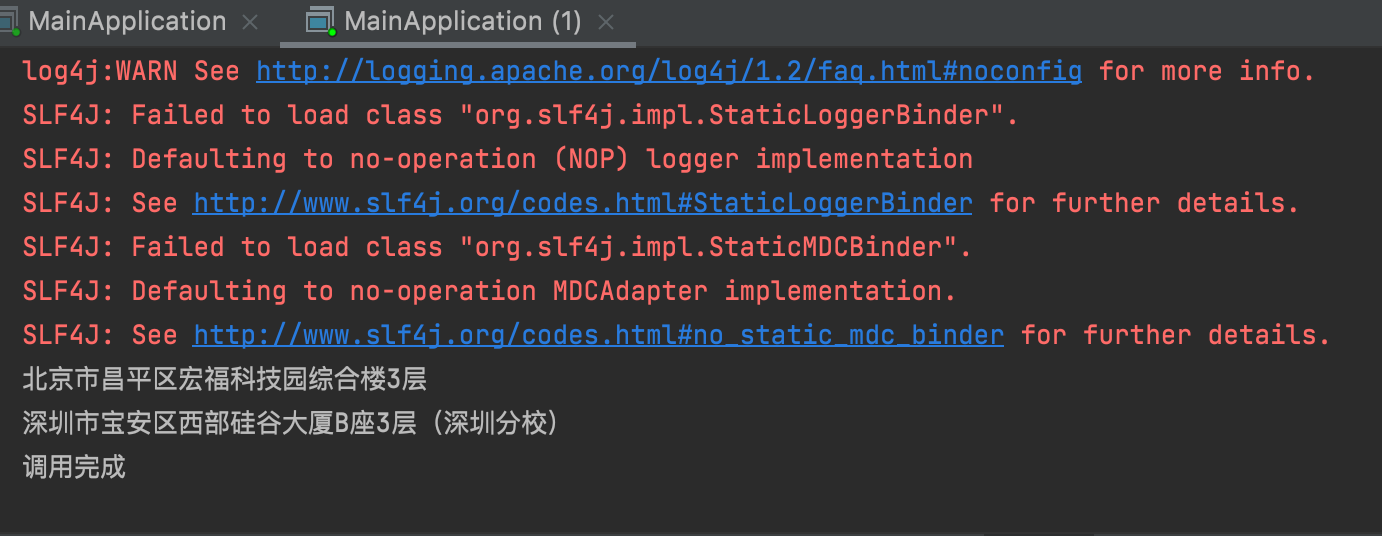 MainApplication
MainApplication (1)
log4j:WARN See http://logging.apache.org/log4j/1.2/faq.html#noconfig for more info.
SLF4J: Failed to load class "org.slf4j.impl.StaticLoggerBinder".
SLF4J: Defaulting to no-operation (NOP) logger implementation
SLF4J: See http://www.slf4j.org/codes.html#StaticLoggerBinder for further details.
SLF4J: Failed to load class "org.slf4j.impl.StaticMDCBinder".
SLF4J: Defaulting to no-operation MDCAdapter implementation.
SLF4J: See http://www.slf4j.org/codes.html#no_static_mdc_binder for further details.
北京市昌平区宏福科技园综合楼3层
深圳市宝安区西部硅谷大厦B座3层（深圳分校）
调用完成